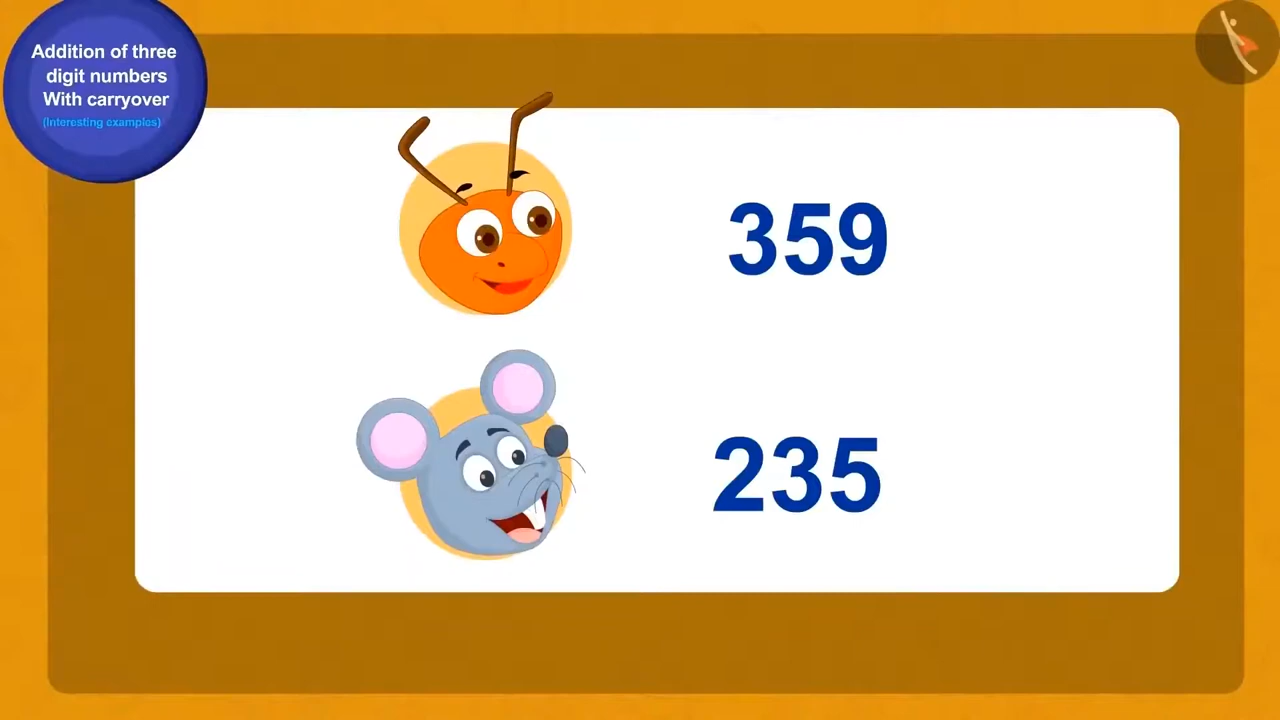 Addition of three
digit numbers
With carryover
(Interesting examples)
359
235